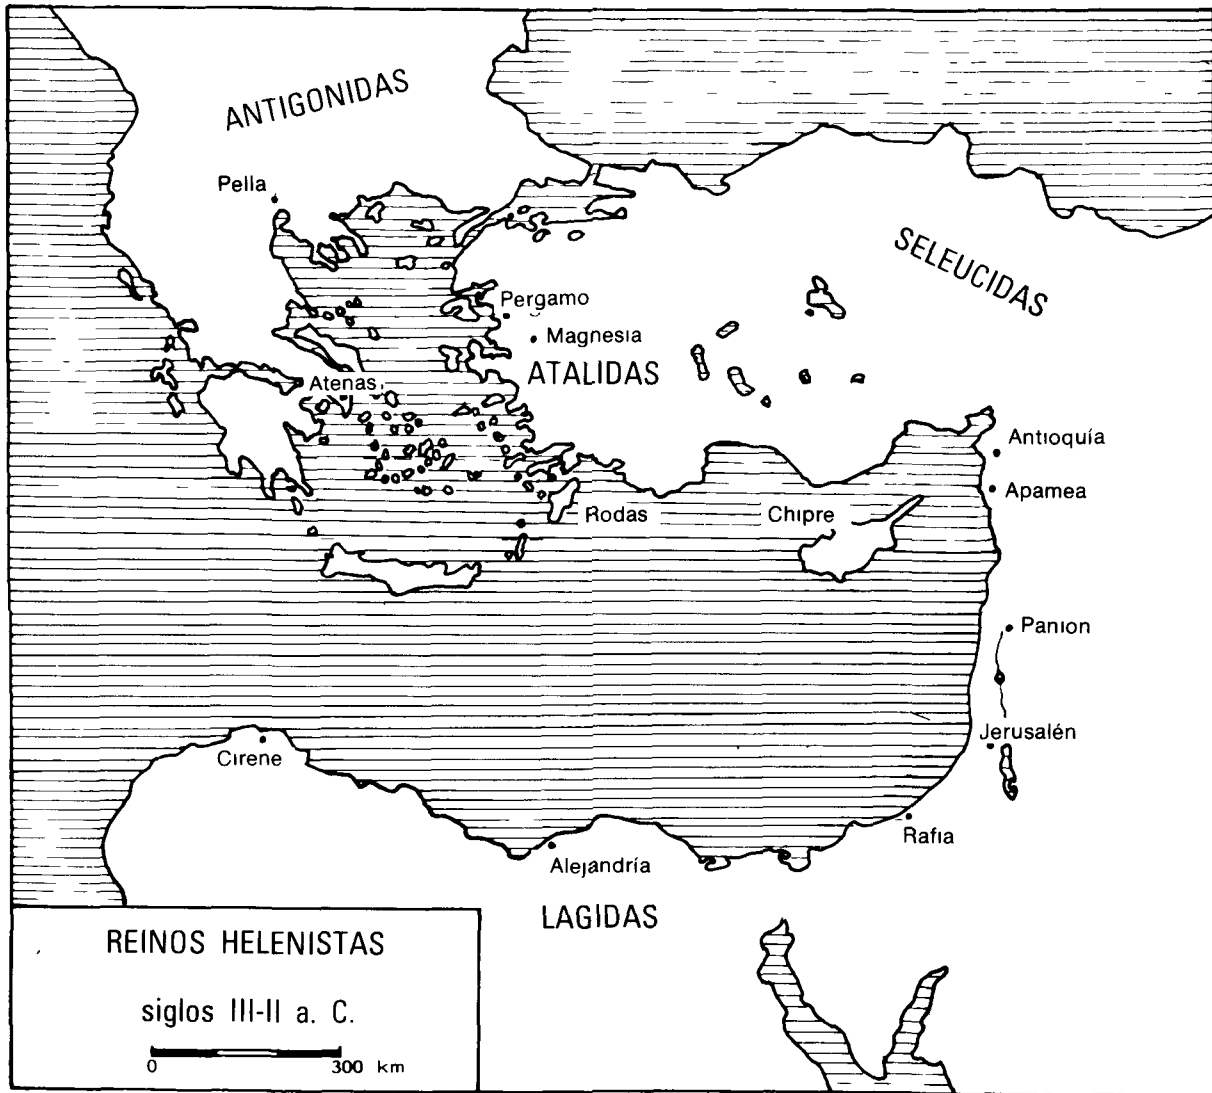 ANTIGONIDAS
Pella
SELEUCIDAS
Pergamo
Magnesia
ATALIDAS
Atenas
Antioquía
Apamea
Rodas
Chipre
Panion
Jerusalén
Cirene
Rafia
Alejandría
LAGIDAS
REINOS HELENISTAS
siglos III-II a. C.
0 300 km